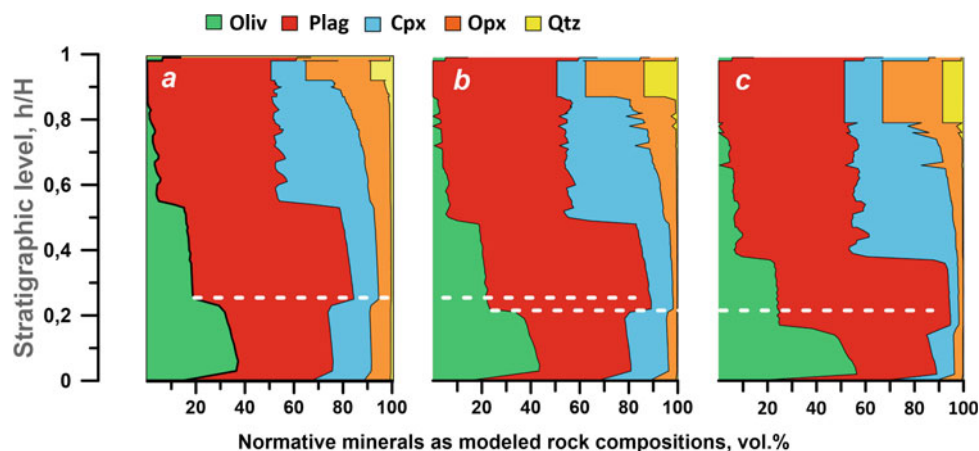 Oliv Plag Cpx Opx Qtz
Stratigraphic level, h/H
1
0,8
0,6
0,4
0,2
0
a
b
c
20 40 60 80 100
20 40 60 80 100
20 40 60 80 100
Normative minerals as modeled rock compositions, vol.%